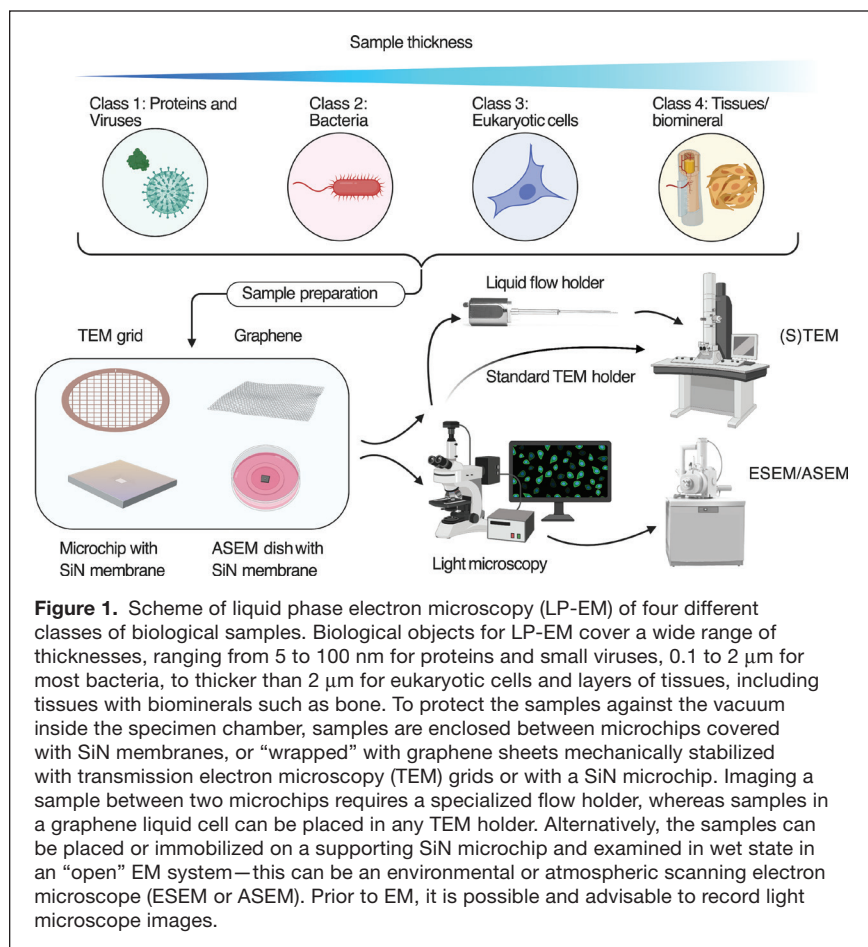 Sample thickness
Class 1: Proteins and
Viruses
Class 2:
Bacteria
Class 3:
Eukaryotic cells
Class 4: Tissues/
biomineral
Sample preparation
Liquid flow holder
TEM grid
Graphene
(S)TEM
Standard TEM holder
ESEM/ASEM
Microchip with
SiN membrane
ASEM dish with
SiN membrane
Light microscopy
Figure 1. Scheme of liquid phase electron microscopy (LP-EM) of four different
classes of biological samples. Biological objects for LP-EM cover a wide range of
thicknesses, ranging from 5 to 100 nm for proteins and small viruses, 0.1 to 2 μm for
most bacteria, to thicker than 2 μm for eukaryotic cells and layers of tissues, including
tissues with biominerals such as bone. To protect the samples against the vacuum
inside the specimen chamber, samples are enclosed between microchips covered
with SiN membranes, or “wrapped” with graphene sheets mechanically stabilized
with transmission electron microscopy (TEM) grids or with a SiN microchip. Imaging a
sample between two microchips requires a specialized flow holder, whereas samples in
a graphene liquid cell can be placed in any TEM holder. Alternatively, the samples can
be placed or immobilized on a supporting SiN microchip and examined in wet state in
an “open” EM system—this can be an environmental or atmospheric scanning electron
microscope (ESEM or ASEM). Prior to EM, it is possible and advisable to record light
microscope images.